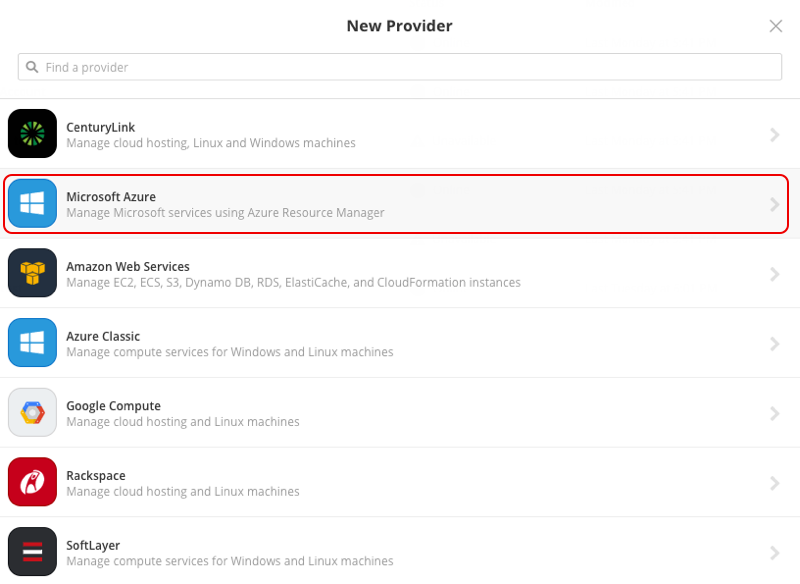 New Provider
Find a provider
CenturyLink
Manage cloud hosting, Linux and Windows machines
Microsoft Azure
Manage Microsoft services using Azure Resource Manager
Amazon Web Services
Manage EC2, ECS, S3, Dynamo DB, RDS, ElastiCache, and CloudFormation instances
Azure Classic
Manage compute services for Windows and Linux machines
Google Compute
Manage cloud hosting and Linux machines
Rackspace
Manage cloud hosting and Linux machines
SoftLayer
Manage compute services for Windows and Linux machines